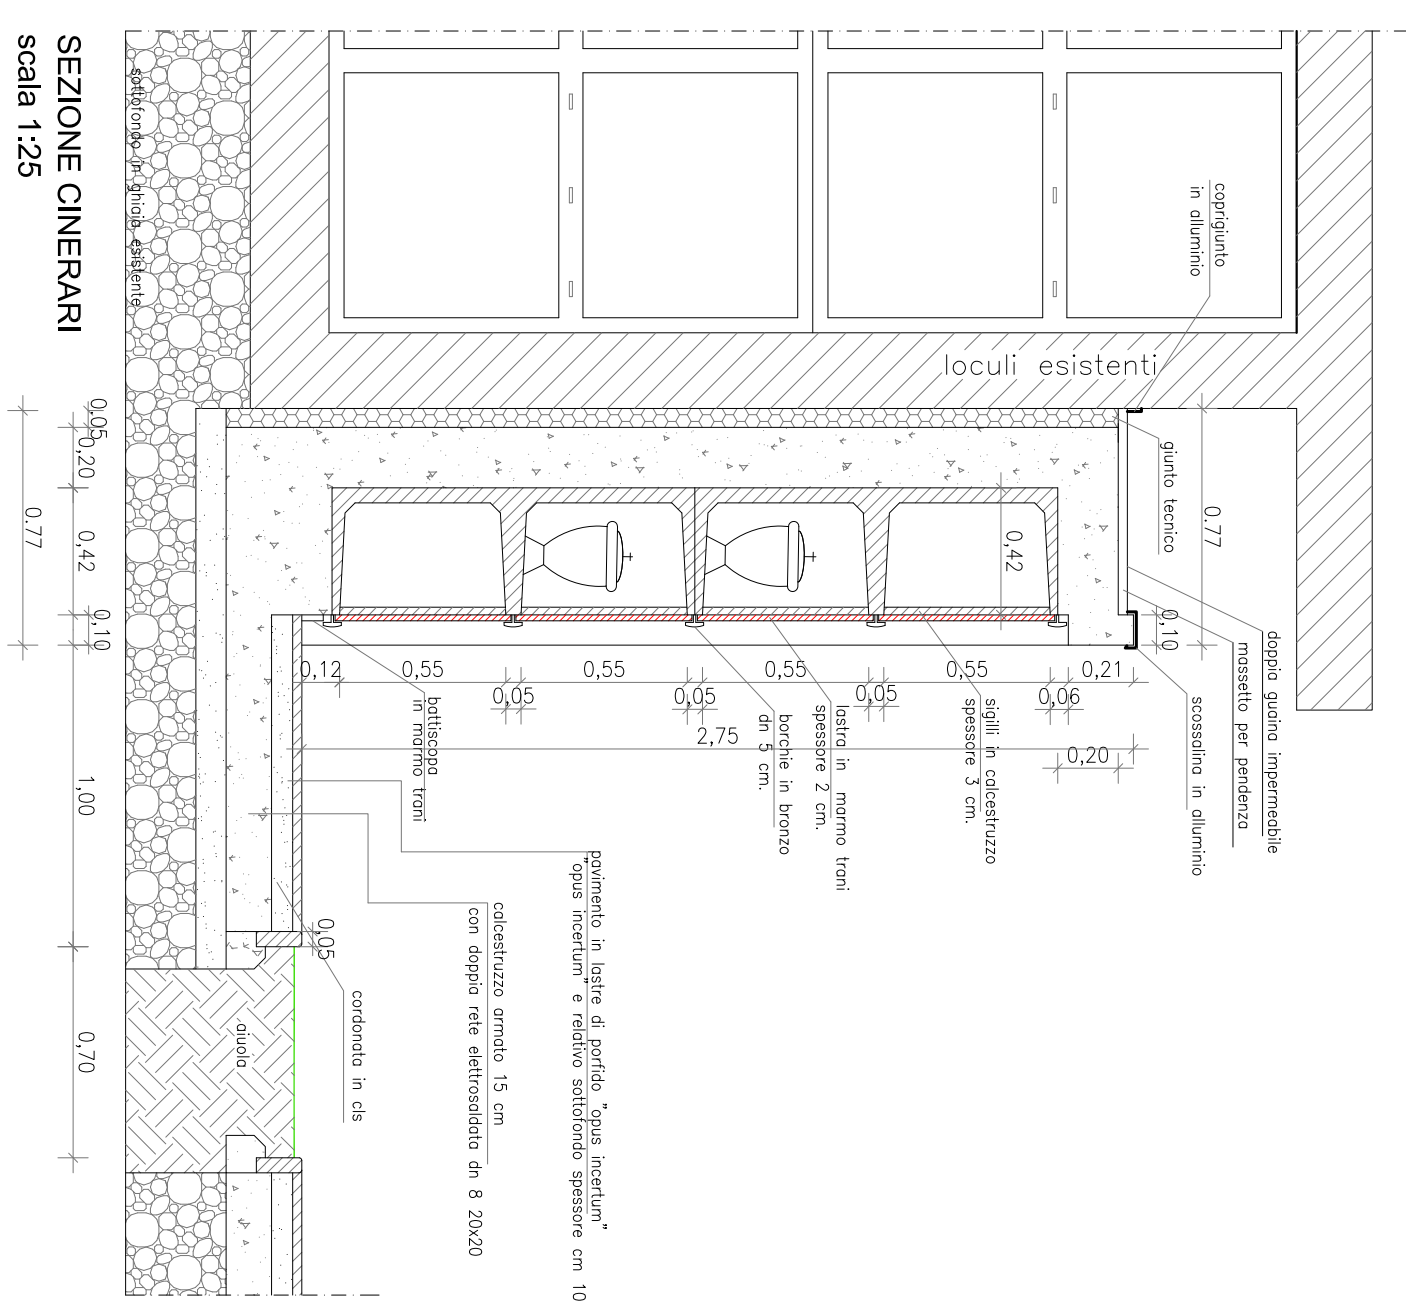 SEZIONE CINERARI
scala 1:25
sottofondo in ghiaia esistente
loculi esistenti
coprigiunto
in alluminio
giunto tecnico
doppia guaina impermeabile
massetto per pendenza
scossalina in alluminio
sigilli in calcestruzzo
spessore 3 cm.
lastra in marmo trani
spessore 2 cm.
borchie in bronzo
dn 5 cm.
battiscopa
in marmo trani
pavimento in lastre di porfido "opus incertum"
"opus incertum" e relativo sottofondo spessore cm 10
calcestruzzo armato 15 cm
con doppia rete elettrosaldata dn 8 20x20
cordonata in cls
aiuola
0.77
0,10
0,42
0,12
0,55
0,05
0,55
0,05
0,55
0,05
0,55
0,06
0,21
2,75
0,20
0,05
0,05
0,20
0,42
0,10
1,00
0,70
0.77